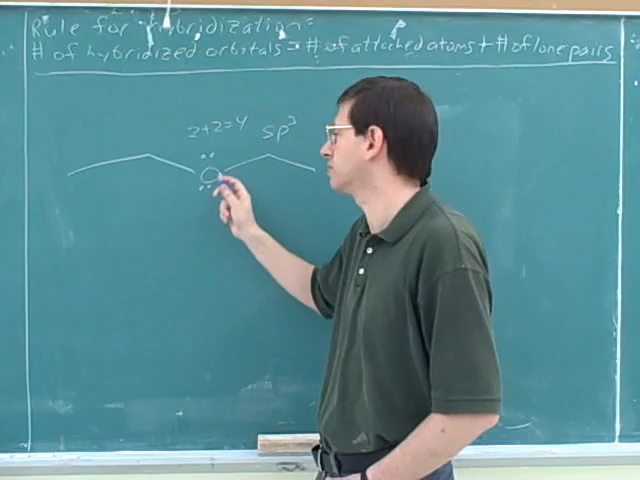 Rule for hybridization:
# of hybridized orbitals = # of attached atoms + # of lone pairs
2+2=4 sp³
O